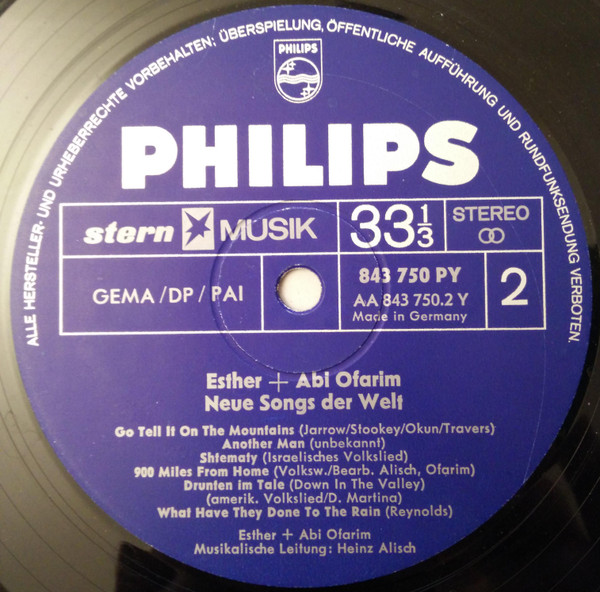 ALLE HERSTELLER- UND URHEBERRECHTE VORBEHALTEN; ÜBERSPIELUNG, ÖFFENTLICHE AUFFÜHRUNG UND RUNDFUNKSENDUNG VERBOTEN.
PHILIPS
PHILIPS
stern MUSIK
33 1/3
STEREO
GEMA/DP/PAI
843 750 PY
AA 843 750.2 Y
Made in Germany
2
Esther + Abi Ofarim
Neue Songs der Welt
Go Tell It On The Mountains (Jarrow/Stookey/Okun/Travers)
Another Man (unbekannt)
Shtematy (Israelisches Volkslied)
900 Miles From Home (Volksw./Bearb. Alisch, Ofarim)
Drunten im Tale (Down In The Valley)
(amerik. Volkslied/D. Martina)
What Have They Done To The Rain (Reynolds)
Esther + Abi Ofarim
Musikalische Leitung: Heinz Alisch